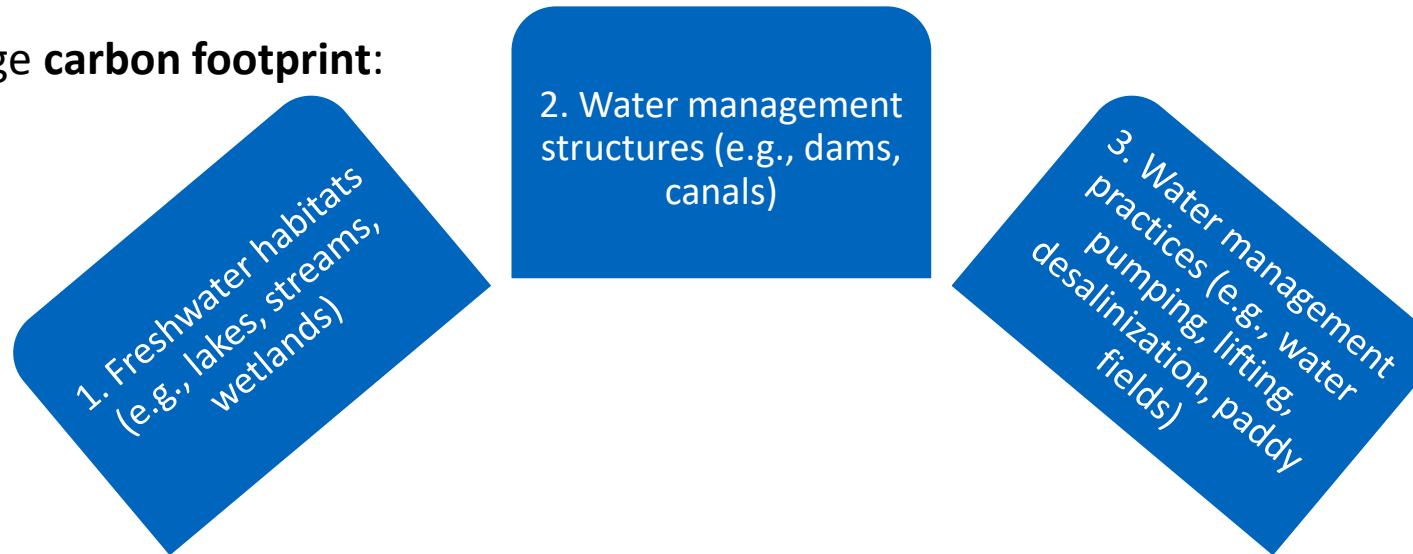 ge carbon footprint:
1. Freshwater habitats
(e.g., lakes, streams,
wetlands)
2. Water management
structures (e.g., dams,
canals)
3. Water management
practices (e.g., water
pumping, lifting,
desalinization, paddy
fields)